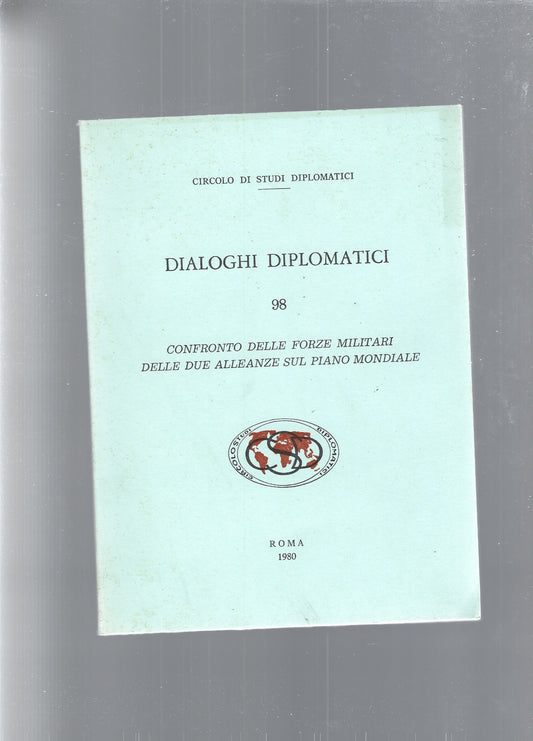 CIRCOLO DI STUDI DIPLOMATICI
DIALOGHI DIPLOMATICI
98
CONFRONTO DELLE FORZE MILITARI
DELLE DUE ALLEANZE SUL PIANO MONDIALE
CIRCOLO STUDI DIPLOMATICI
CSD
ROMA
1980